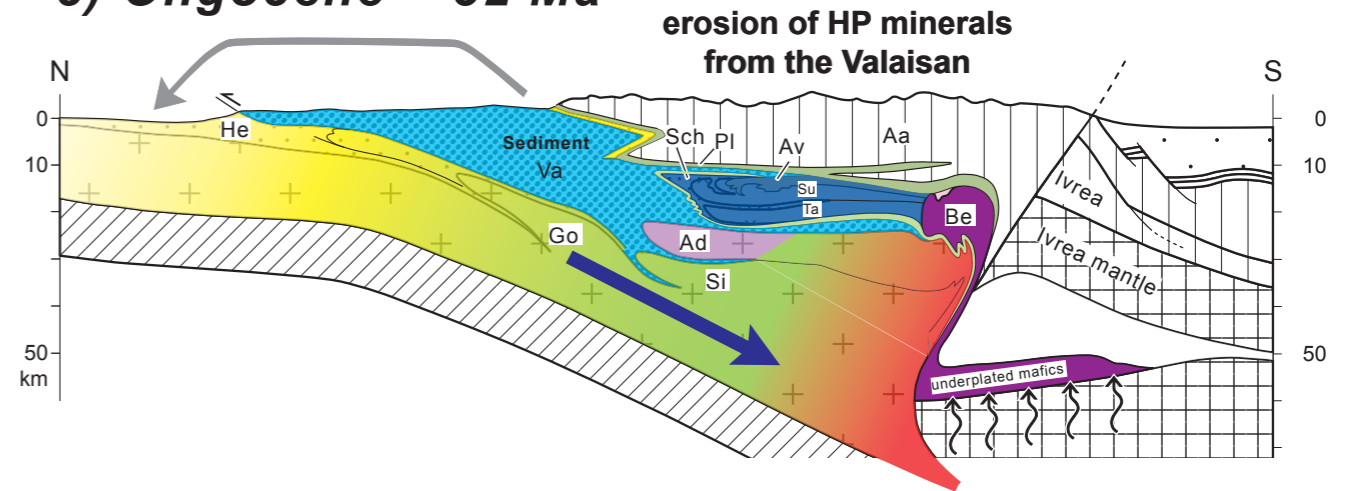 erosion of HP minerals
from the Valaisan
N
S
0
10
50
km
0
10
50
He
Sediment
Va
Sch
Pl
Av
Aa
Su
Ta
Be
Go
Ad
Si
Ivrea
Ivrea mantle
underplated mafics